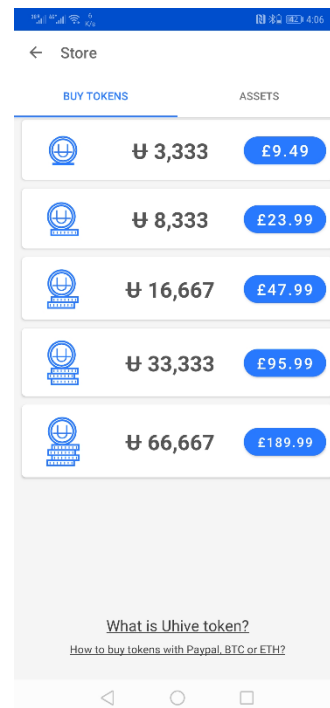 6
K/s
42 4:06
Store
BUY TOKENS ASSETS
Ʉ 3,333 £9.49
Ʉ 8,333 £23.99
Ʉ 16,667 £47.99
Ʉ 33,333 £95.99
Ʉ 66,667 £189.99
What is Uhive token?
How to buy tokens with Paypal, BTC or ETH?